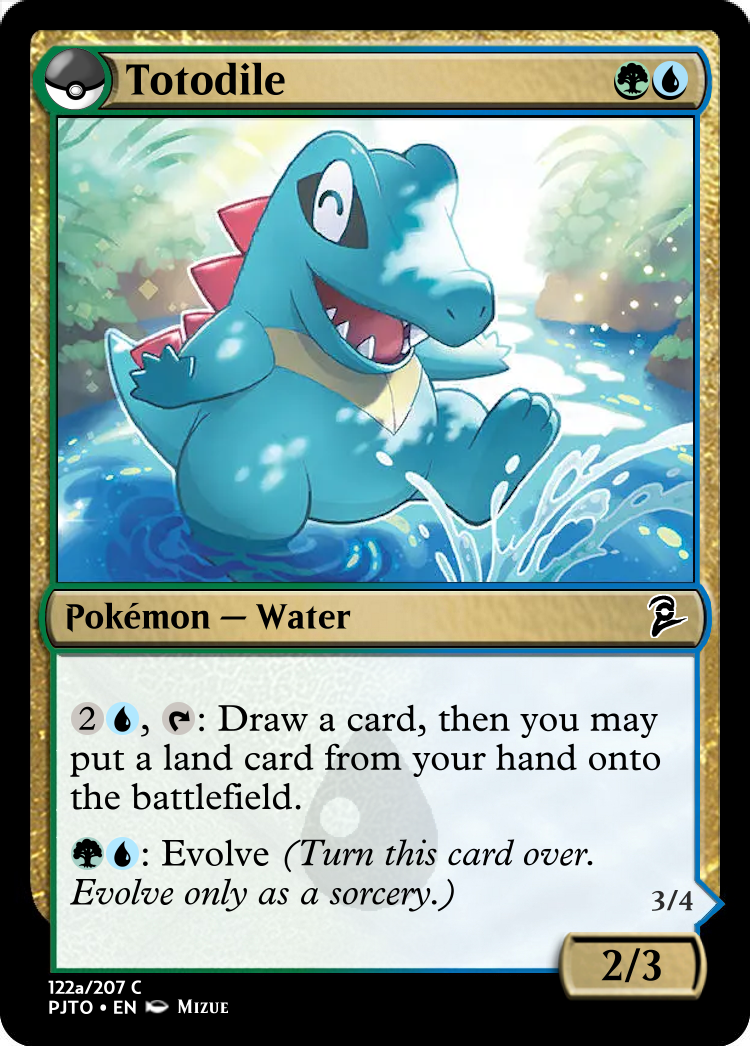 Totodile
Pokémon — Water
2, : Draw a card, then you may
put a land card from your hand onto
the battlefield.
: Evolve (Turn this card over.
Evolve only as a sorcery.)
3/4
2/3
122a/207 C
PJTO • EN Mizue